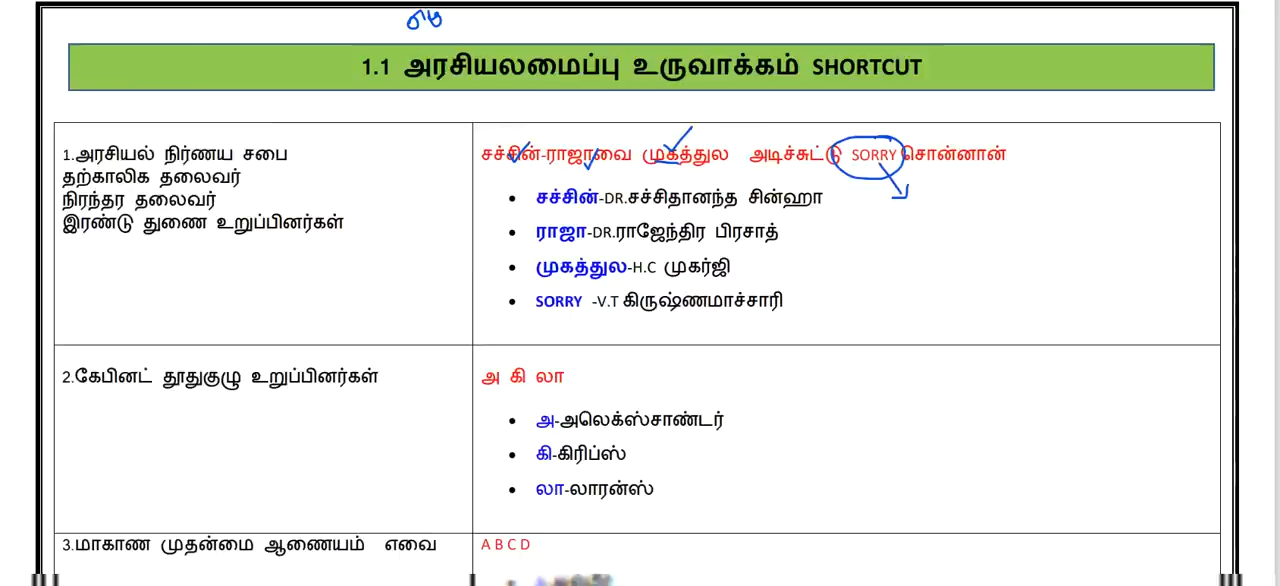 1.1 அரசியலமைப்பு உருவாக்கம் SHORTCUT
1.அரசியல் நிர்ணய சபை
தற்காலிக தலைவர்
நிரந்தர தலைவர்
இரண்டு துணை உறுப்பினர்கள்
சச்சின்-ராஜாவை முகத்துல அடிச்சுட்டு SORRY சொன்னான்
• சச்சின்-DR.சச்சிதானந்த சின்ஹா
• ராஜா-DR.ராஜேந்திர பிரசாத்
• முகத்துல-H.C முகர்ஜி
• SORRY -V.T கிருஷ்ணமாச்சாரி
2.கேபினட் தூதுகுழு உறுப்பினர்கள்
அ கி லா
• அ-அலெக்ஸ்சாண்டர்
• கி-கிரிப்ஸ்
• லா-லாரன்ஸ்
3.மாகாண முதன்மை ஆணையம் எவை
A B C D